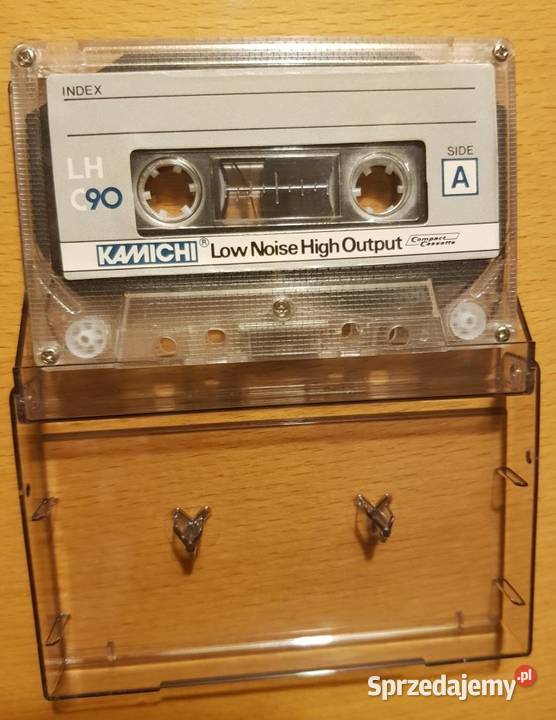 INDEX
LH
C90
SIDE
A
KAMICHI® Low Noise High Output Compact Cassette
Sprzedajemy.pl